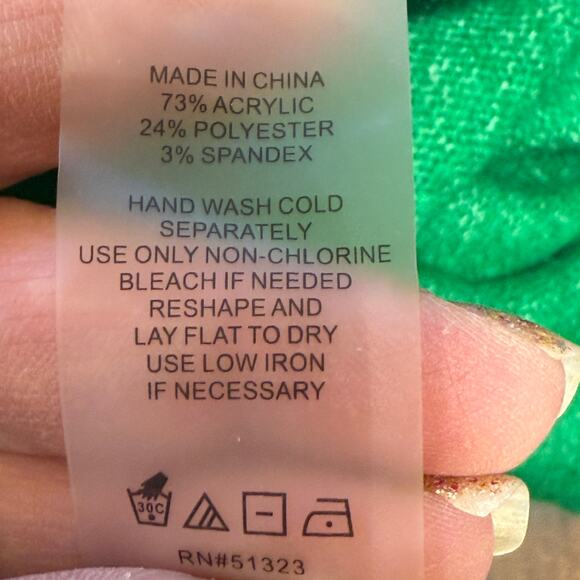 MADE IN CHINA
73% ACRYLIC
24% POLYESTER
3% SPANDEX
HAND WASH COLD
SEPARATELY
USE ONLY NON-CHLORINE
BLEACH IF NEEDED
RESHAPE AND
LAY FLAT TO DRY
USE LOW IRON
IF NECESSARY
30C
RN#51323